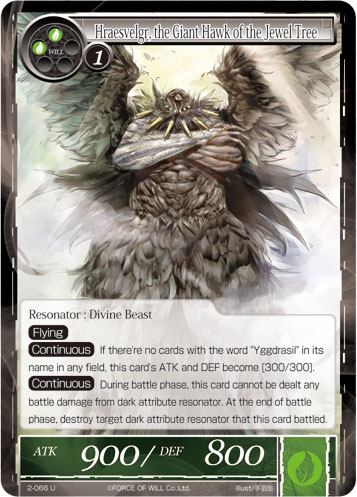 Hraesvelgr, the Giant Hawk of the Jewel Tree
WILL
1
Resonator : Divine Beast
Flying
Continuous If there're no cards with the word "Yggdrasil" in its
name in any field, this card's ATK and DEF become [300/300].
Continuous During battle phase, this card cannot be dealt any
battle damage from dark attribute resonator. At the end of battle
phase, destroy target dark attribute resonator that this card battled.
ATK 900 / DEF 800
2-066 U ©FORCE OF WILL Co.,Ltd. Illust/手羽缶